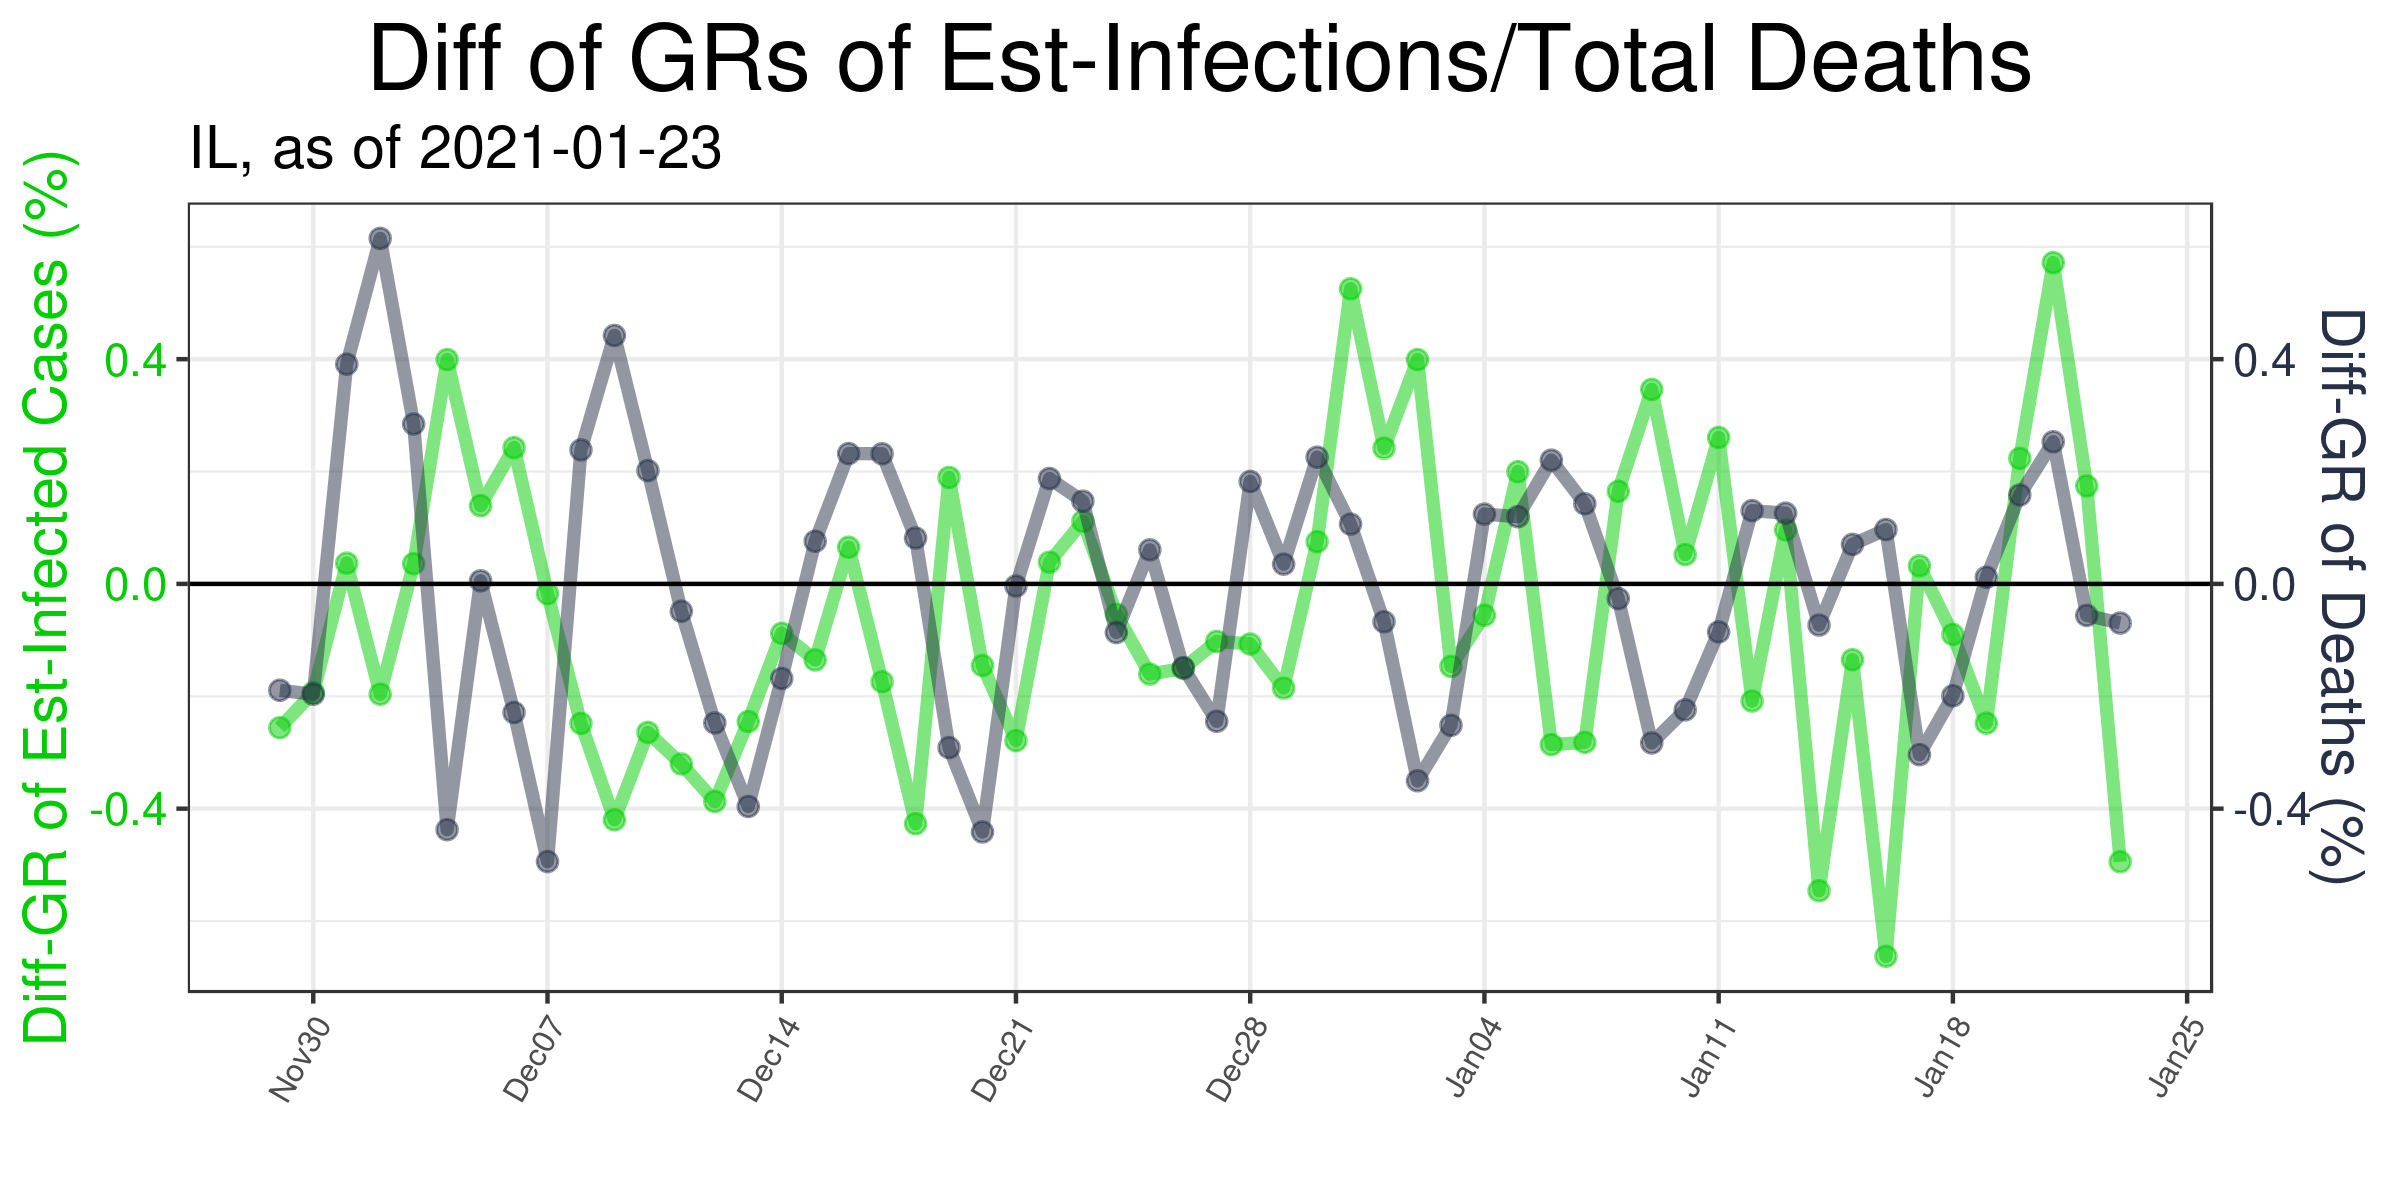 Diff of GRs of Est-Infections/Total Deaths
IL, as of 2021-01-23
Diff-GR of Est-Infected Cases (%)
0.4
0.0
-0.4
0.4
0.0
-0.4
Diff-GR of Deaths (%)
Nov30
Dec07
Dec14
Dec21
Dec28
Jan04
Jan11
Jan18
Jan25